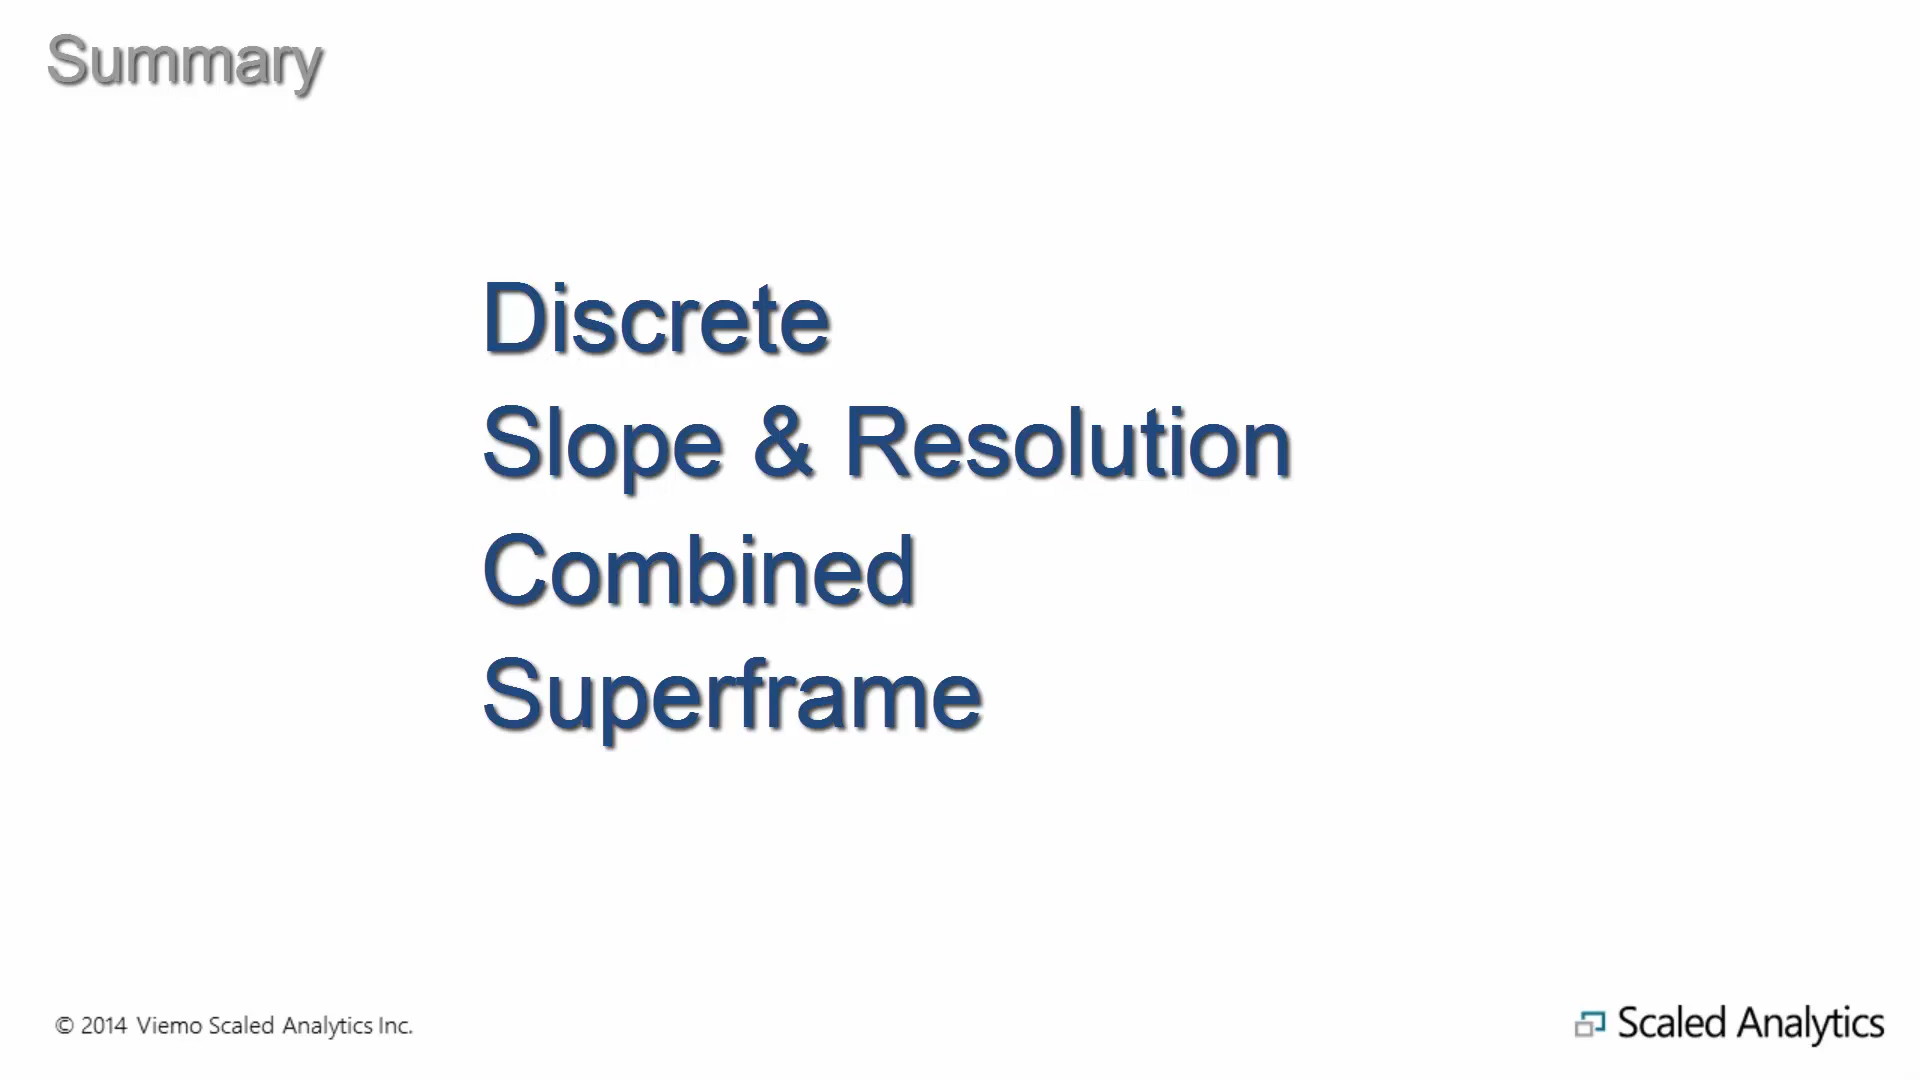 Summary
Discrete
Slope & Resolution
Combined
Superframe
© 2014 Viemo Scaled Analytics Inc.
Scaled Analytics